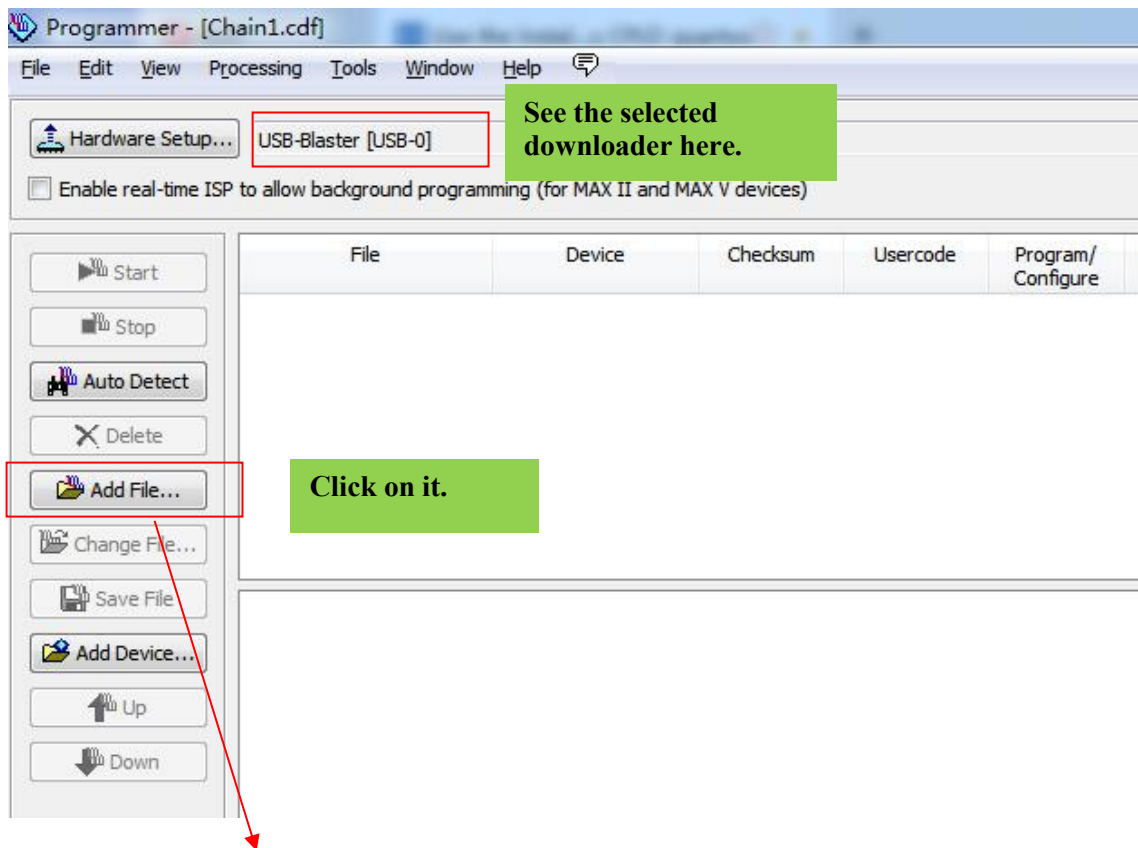 Programmer - [Chain1.cdf]
File Edit View Processing Tools Window Help
Hardware Setup... USB-Blaster [USB-0]
See the selected
downloader here.
Enable real-time ISP to allow background programming (for MAX II and MAX V devices)
File Device Checksum Usercode Program/
Configure
Start
Stop
Auto Detect
Delete
Add File...
Click on it.
Change File...
Save File
Add Device...
Up
Down